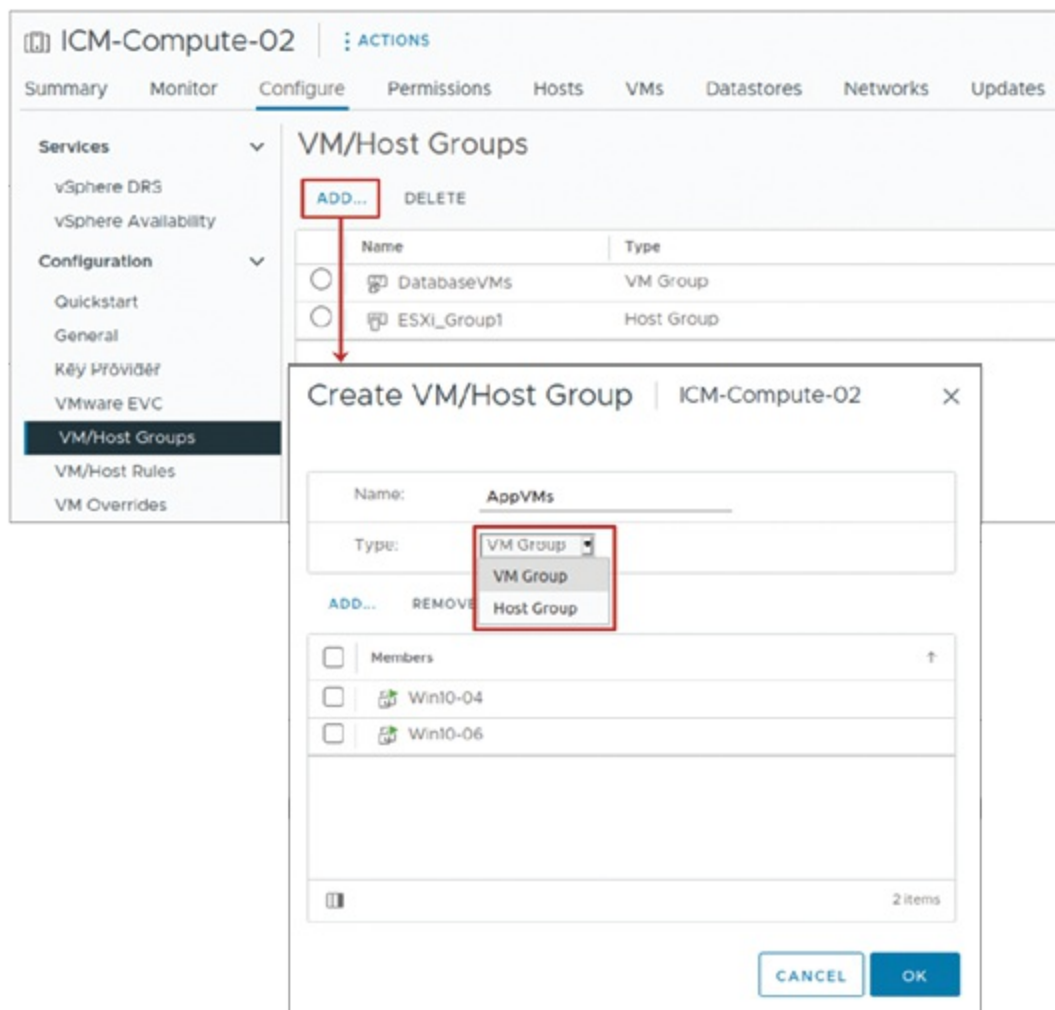 ICM-Compute-02 ACTIONS
Summary Monitor Configure Permissions Hosts VMs Datastores Networks Updates
Services
vSphere DRS
vSphere Availability
Configuration
Quickstart
General
Key Provider
VMware EVC
VM/Host Groups
VM/Host Rules
VM Overrides
VM/Host Groups
ADD... DELETE
Name Type
DatabaseVMs VM Group
ESXi_Group1 Host Group
Create VM/Host Group ICM-Compute-02
Name: AppVMs
Type: VM Group
VM Group
Host Group
ADD... REMOVE
Members
Win10-04
Win10-06
2 items
CANCEL OK